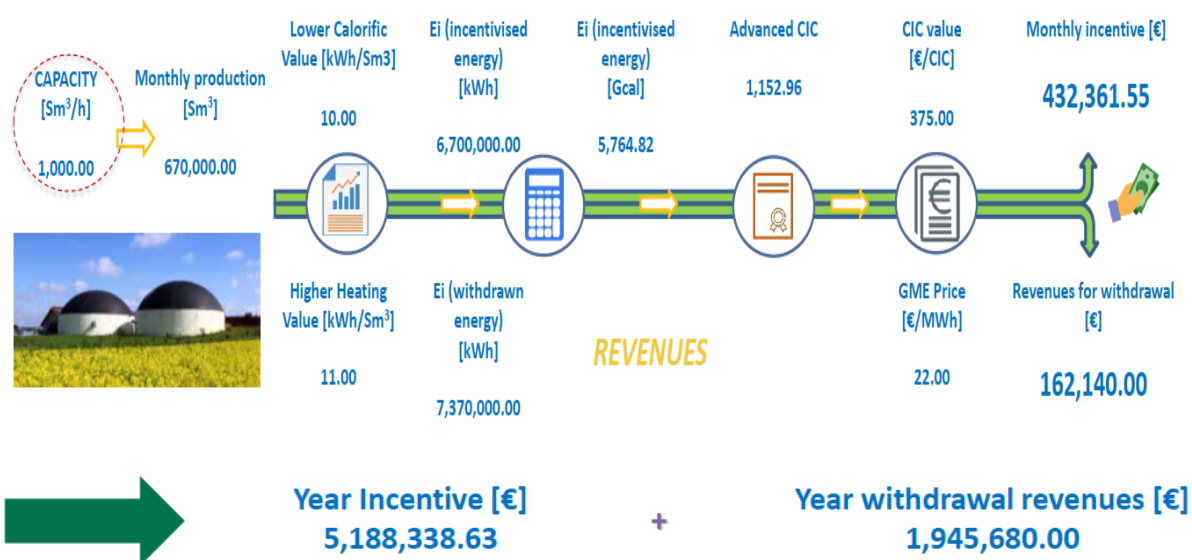 CAPACITY
[Sm³/h]
1,000.00
Monthly production
[Sm³]
670,000.00
Lower Calorific
Value [kWh/Sm3]
10.00
Ei (incentivised
energy)
[kWh]
6,700,000.00
Ei (incentivised
energy)
[Gcal]
5,764.82
Advanced CIC
1,152.96
CIC value
[€/CIC]
375.00
Monthly incentive [€]
432,361.55
Higher Heating
Value [kWh/Sm³]
11.00
Ei (withdrawn
energy)
[kWh]
7,370,000.00
REVENUES
GME Price
[€/MWh]
22.00
Revenues for withdrawal
[€]
162,140.00
Year Incentive [€]
5,188,338.63
+
Year withdrawal revenues [€]
1,945,680.00